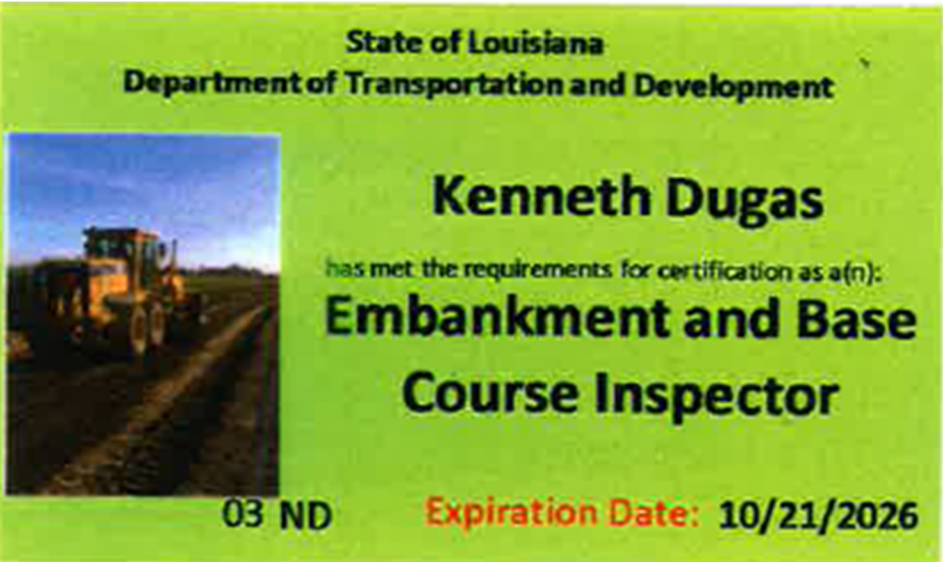 State of Louisiana
Department of Transportation and Development
Kenneth Dugas
has met the requirements for certification as a(n):
Embankment and Base
Course Inspector
03 ND
Expiration Date: 10/21/2026